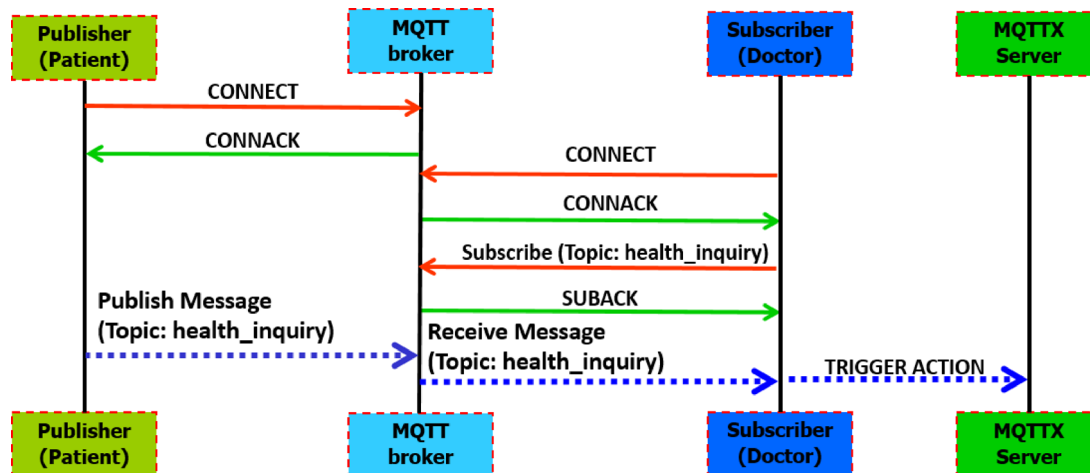 Publisher
(Patient)
MQTT
broker
Subscriber
(Doctor)
MQTTX
Server
CONNECT
CONNACK
CONNECT
CONNACK
Subscribe (Topic: health_inquiry)
SUBACK
Publish Message
(Topic: health_inquiry)
Receive Message
(Topic: health_inquiry)
TRIGGER ACTION
Publisher
(Patient)
MQTT
broker
Subscriber
(Doctor)
MQTTX
Server